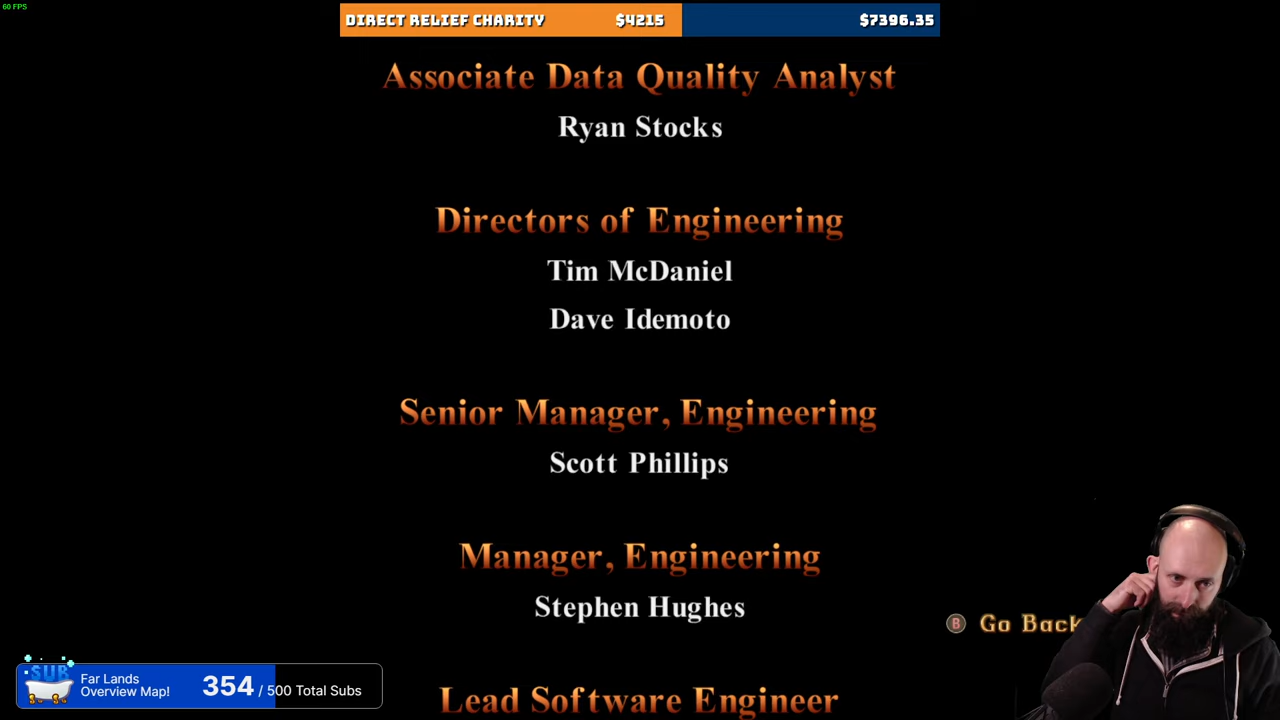 60 FPS
DIRECT RELIEF CHARITY $4215 $7396.35
Associate Data Quality Analyst
Ryan Stocks
Directors of Engineering
Tim McDaniel
Dave Idemoto
Senior Manager, Engineering
Scott Phillips
Manager, Engineering
Stephen Hughes
B Go Back
SUB
Far Lands
Overview Map!
354 / 500 Total Subs
Lead Software Engineer